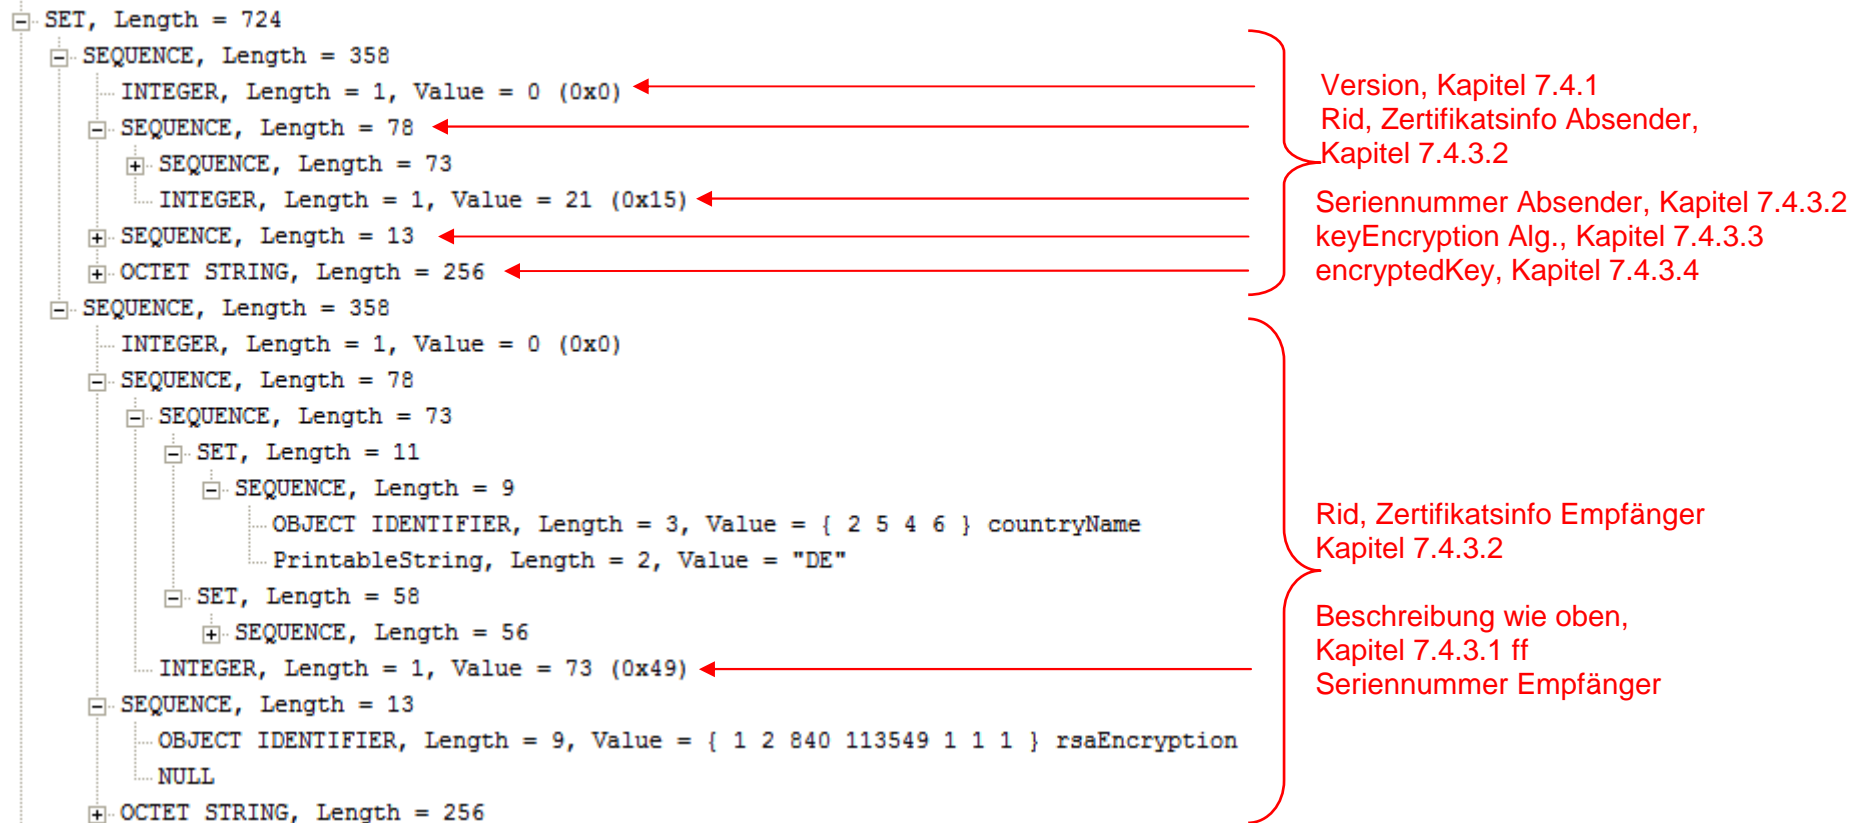 SET, Length = 724
SEQUENCE, Length = 358
INTEGER, Length = 1, Value = 0 (0x0)
SEQUENCE, Length = 78
SEQUENCE, Length = 73
INTEGER, Length = 1, Value = 21 (0x15)
SEQUENCE, Length = 13
OCTET STRING, Length = 256
SEQUENCE, Length = 358
INTEGER, Length = 1, Value = 0 (0x0)
SEQUENCE, Length = 78
SEQUENCE, Length = 73
SET, Length = 11
SEQUENCE, Length = 9
OBJECT IDENTIFIER, Length = 3, Value = { 2 5 4 6 } countryName
PrintableString, Length = 2, Value = "DE"
SET, Length = 58
SEQUENCE, Length = 56
INTEGER, Length = 1, Value = 73 (0x49)
SEQUENCE, Length = 13
OBJECT IDENTIFIER, Length = 9, Value = { 1 2 840 113549 1 1 1 } rsaEncryption
NULL
OCTET STRING, Length = 256
Version, Kapitel 7.4.1
Rid, Zertifikatsinfo Absender,
Kapitel 7.4.3.2
Seriennummer Absender, Kapitel 7.4.3.2
keyEncryption Alg., Kapitel 7.4.3.3
encryptedKey, Kapitel 7.4.3.4
Rid, Zertifikatsinfo Empfänger
Kapitel 7.4.3.2
Beschreibung wie oben,
Kapitel 7.4.3.1 ff
Seriennummer Empfänger